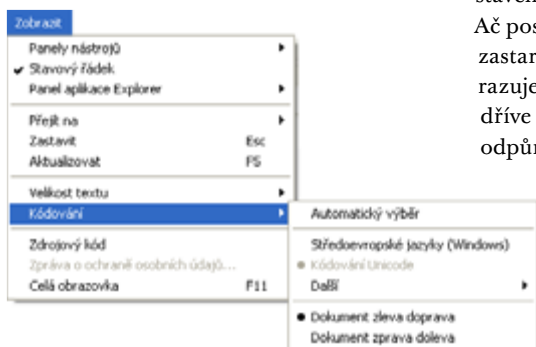 Zobrazit
Panely nástrojů
Stavový řádek
Panel aplikace Explorer
Přejít na
Zastavit Esc
Aktualizovat F5
Velikost textu
Kódování
Zdrojový kód
Zpráva o ochraně osobních údajů...
Celá obrazovka F11
Automatický výběr
Středoevropské jazyky (Windows)
Kódování Unicode
Další
Dokument zleva doprava
Dokument zprava doleva
Ač pos
zastar
razuje
dříve
odpůr